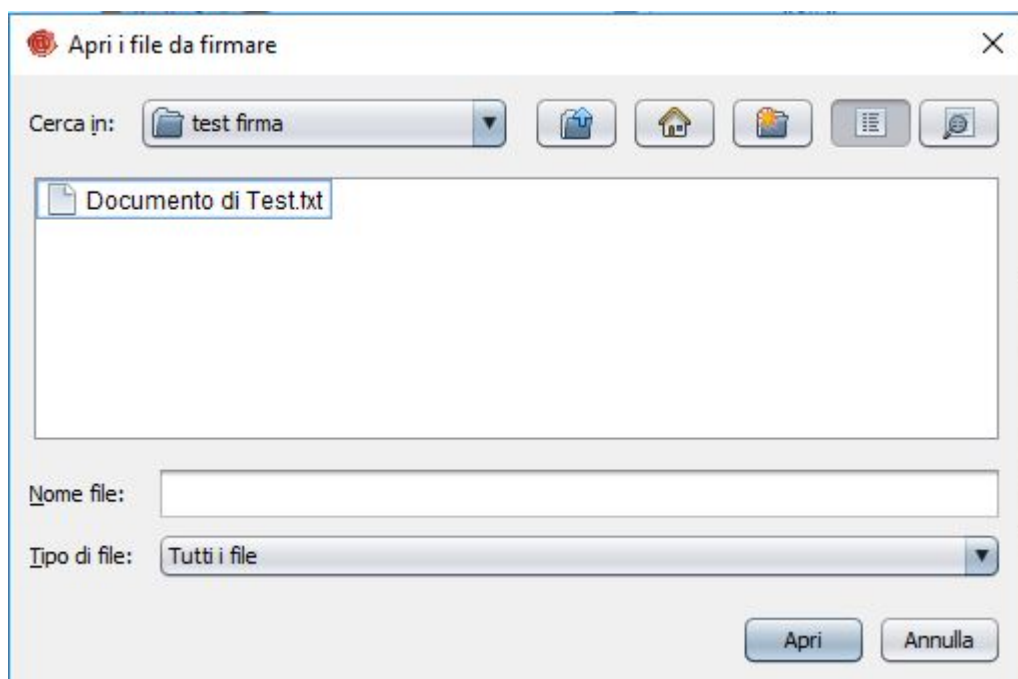 Apri i file da firmare
Cerca in: test firma
Documento di Test.txt
Nome file:
Tipo di file: Tutti i file
Apri Annulla